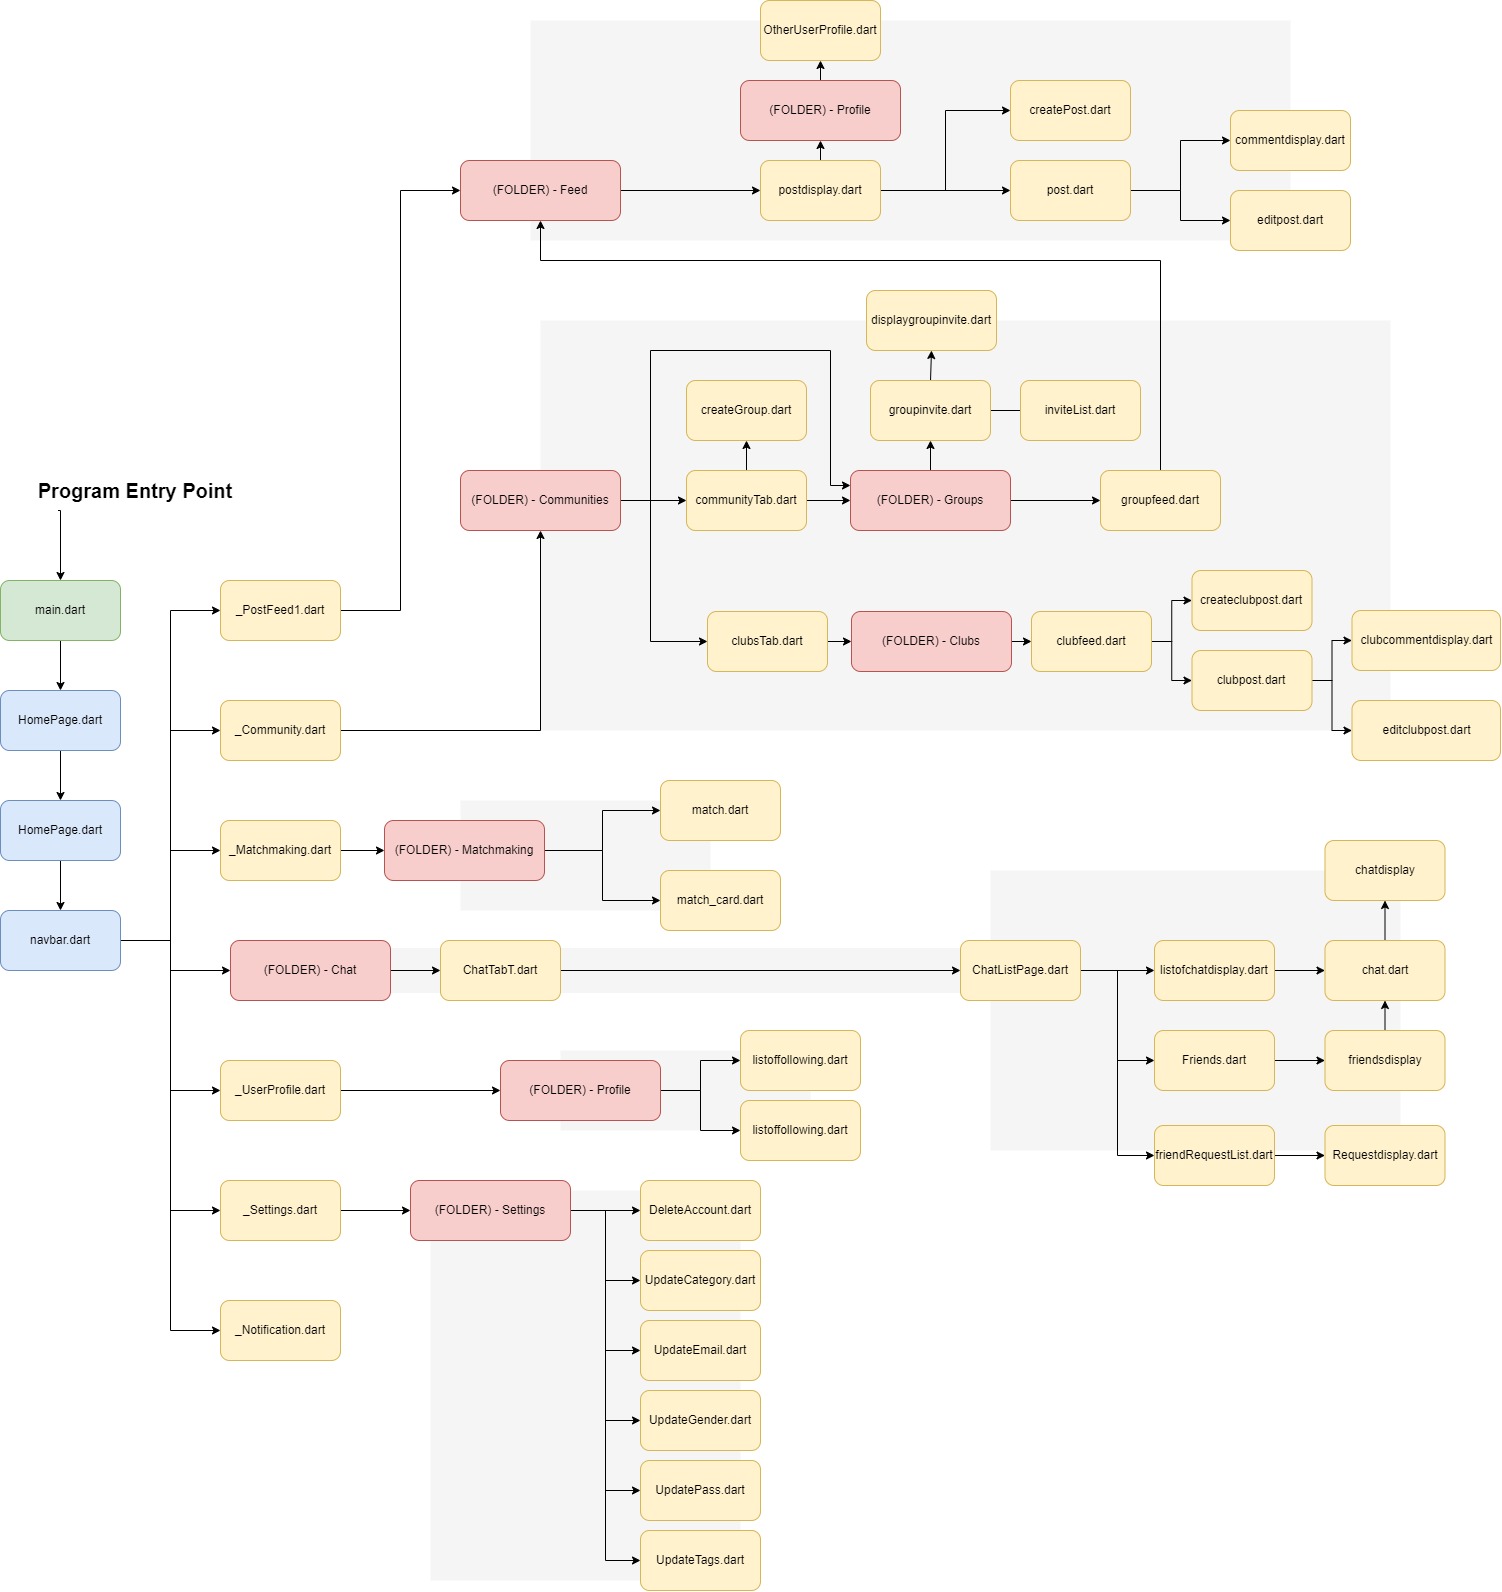 OtherUserProfile.dart
(FOLDER) - Profile
createPost.dart
commentdisplay.dart
(FOLDER) - Feed
postdisplay.dart
post.dart
editpost.dart
displaygroupinvite.dart
createGroup.dart
groupinvite.dart
inviteList.dart
Program Entry Point
(FOLDER) - Communities
communityTab.dart
(FOLDER) - Groups
groupfeed.dart
main.dart
_PostFeed1.dart
createclubpost.dart
clubsTab.dart
(FOLDER) - Clubs
clubfeed.dart
clubcommentdisplay.dart
clubpost.dart
HomePage.dart
_Community.dart
editclubpost.dart
match.dart
HomePage.dart
_Matchmaking.dart
(FOLDER) - Matchmaking
match_card.dart
chatdisplay
navbar.dart
(FOLDER) - Chat
ChatTabT.dart
ChatListPage.dart
listofchatdisplay.dart
chat.dart
listoffollowing.dart
Friends.dart
friendsdisplay
_UserProfile.dart
(FOLDER) - Profile
listoffollowing.dart
friendRequestList.dart
Requestdisplay.dart
_Settings.dart
(FOLDER) - Settings
DeleteAccount.dart
UpdateCategory.dart
_Notification.dart
UpdateEmail.dart
UpdateGender.dart
UpdatePass.dart
UpdateTags.dart